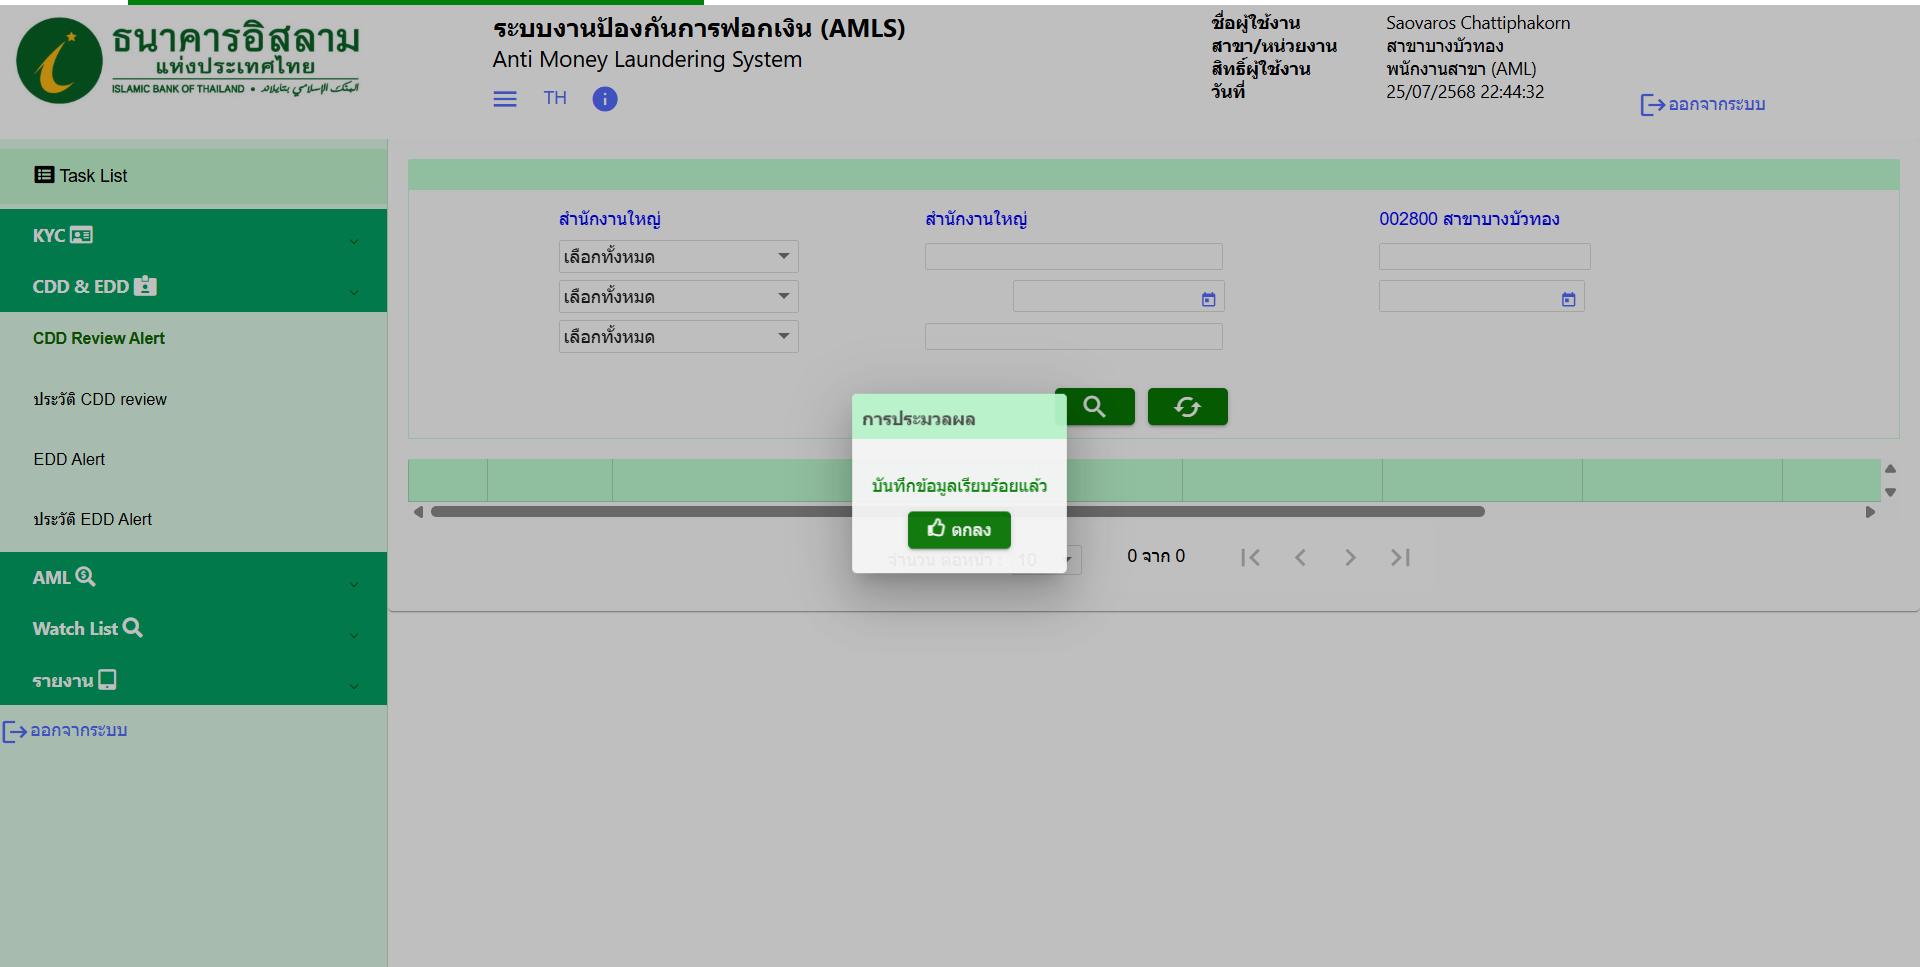 ธนาคารอิสลาม
แห่งประเทศไทย
ISLAMIC BANK OF THAILAND •
ระบบงานป้องกันการฟอกเงิน (AMLS)
Anti Money Laundering System
TH
ชื่อผู้ใช้งาน Saovaros Chattiphakorn
สาขา/หน่วยงาน สาขาบางบัวทอง
สิทธิ์ผู้ใช้งาน พนักงานสาขา (AML)
วันที่ 25/07/2568 22:44:32
ออกจากระบบ
Task List
KYC
CDD & EDD
CDD Review Alert
ประวัติ CDD review
EDD Alert
ประวัติ EDD Alert
AML
Watch List
รายงาน
ออกจากระบบ
สำนักงานใหญ่ สำนักงานใหญ่ 002800 สาขาบางบัวทอง
เลือกทั้งหมด
เลือกทั้งหมด
เลือกทั้งหมด
การประมวลผล
บันทึกข้อมูลเรียบร้อยแล้ว
ตกลง
จำนวน ต่อหน้า : 10 0 จาก 0